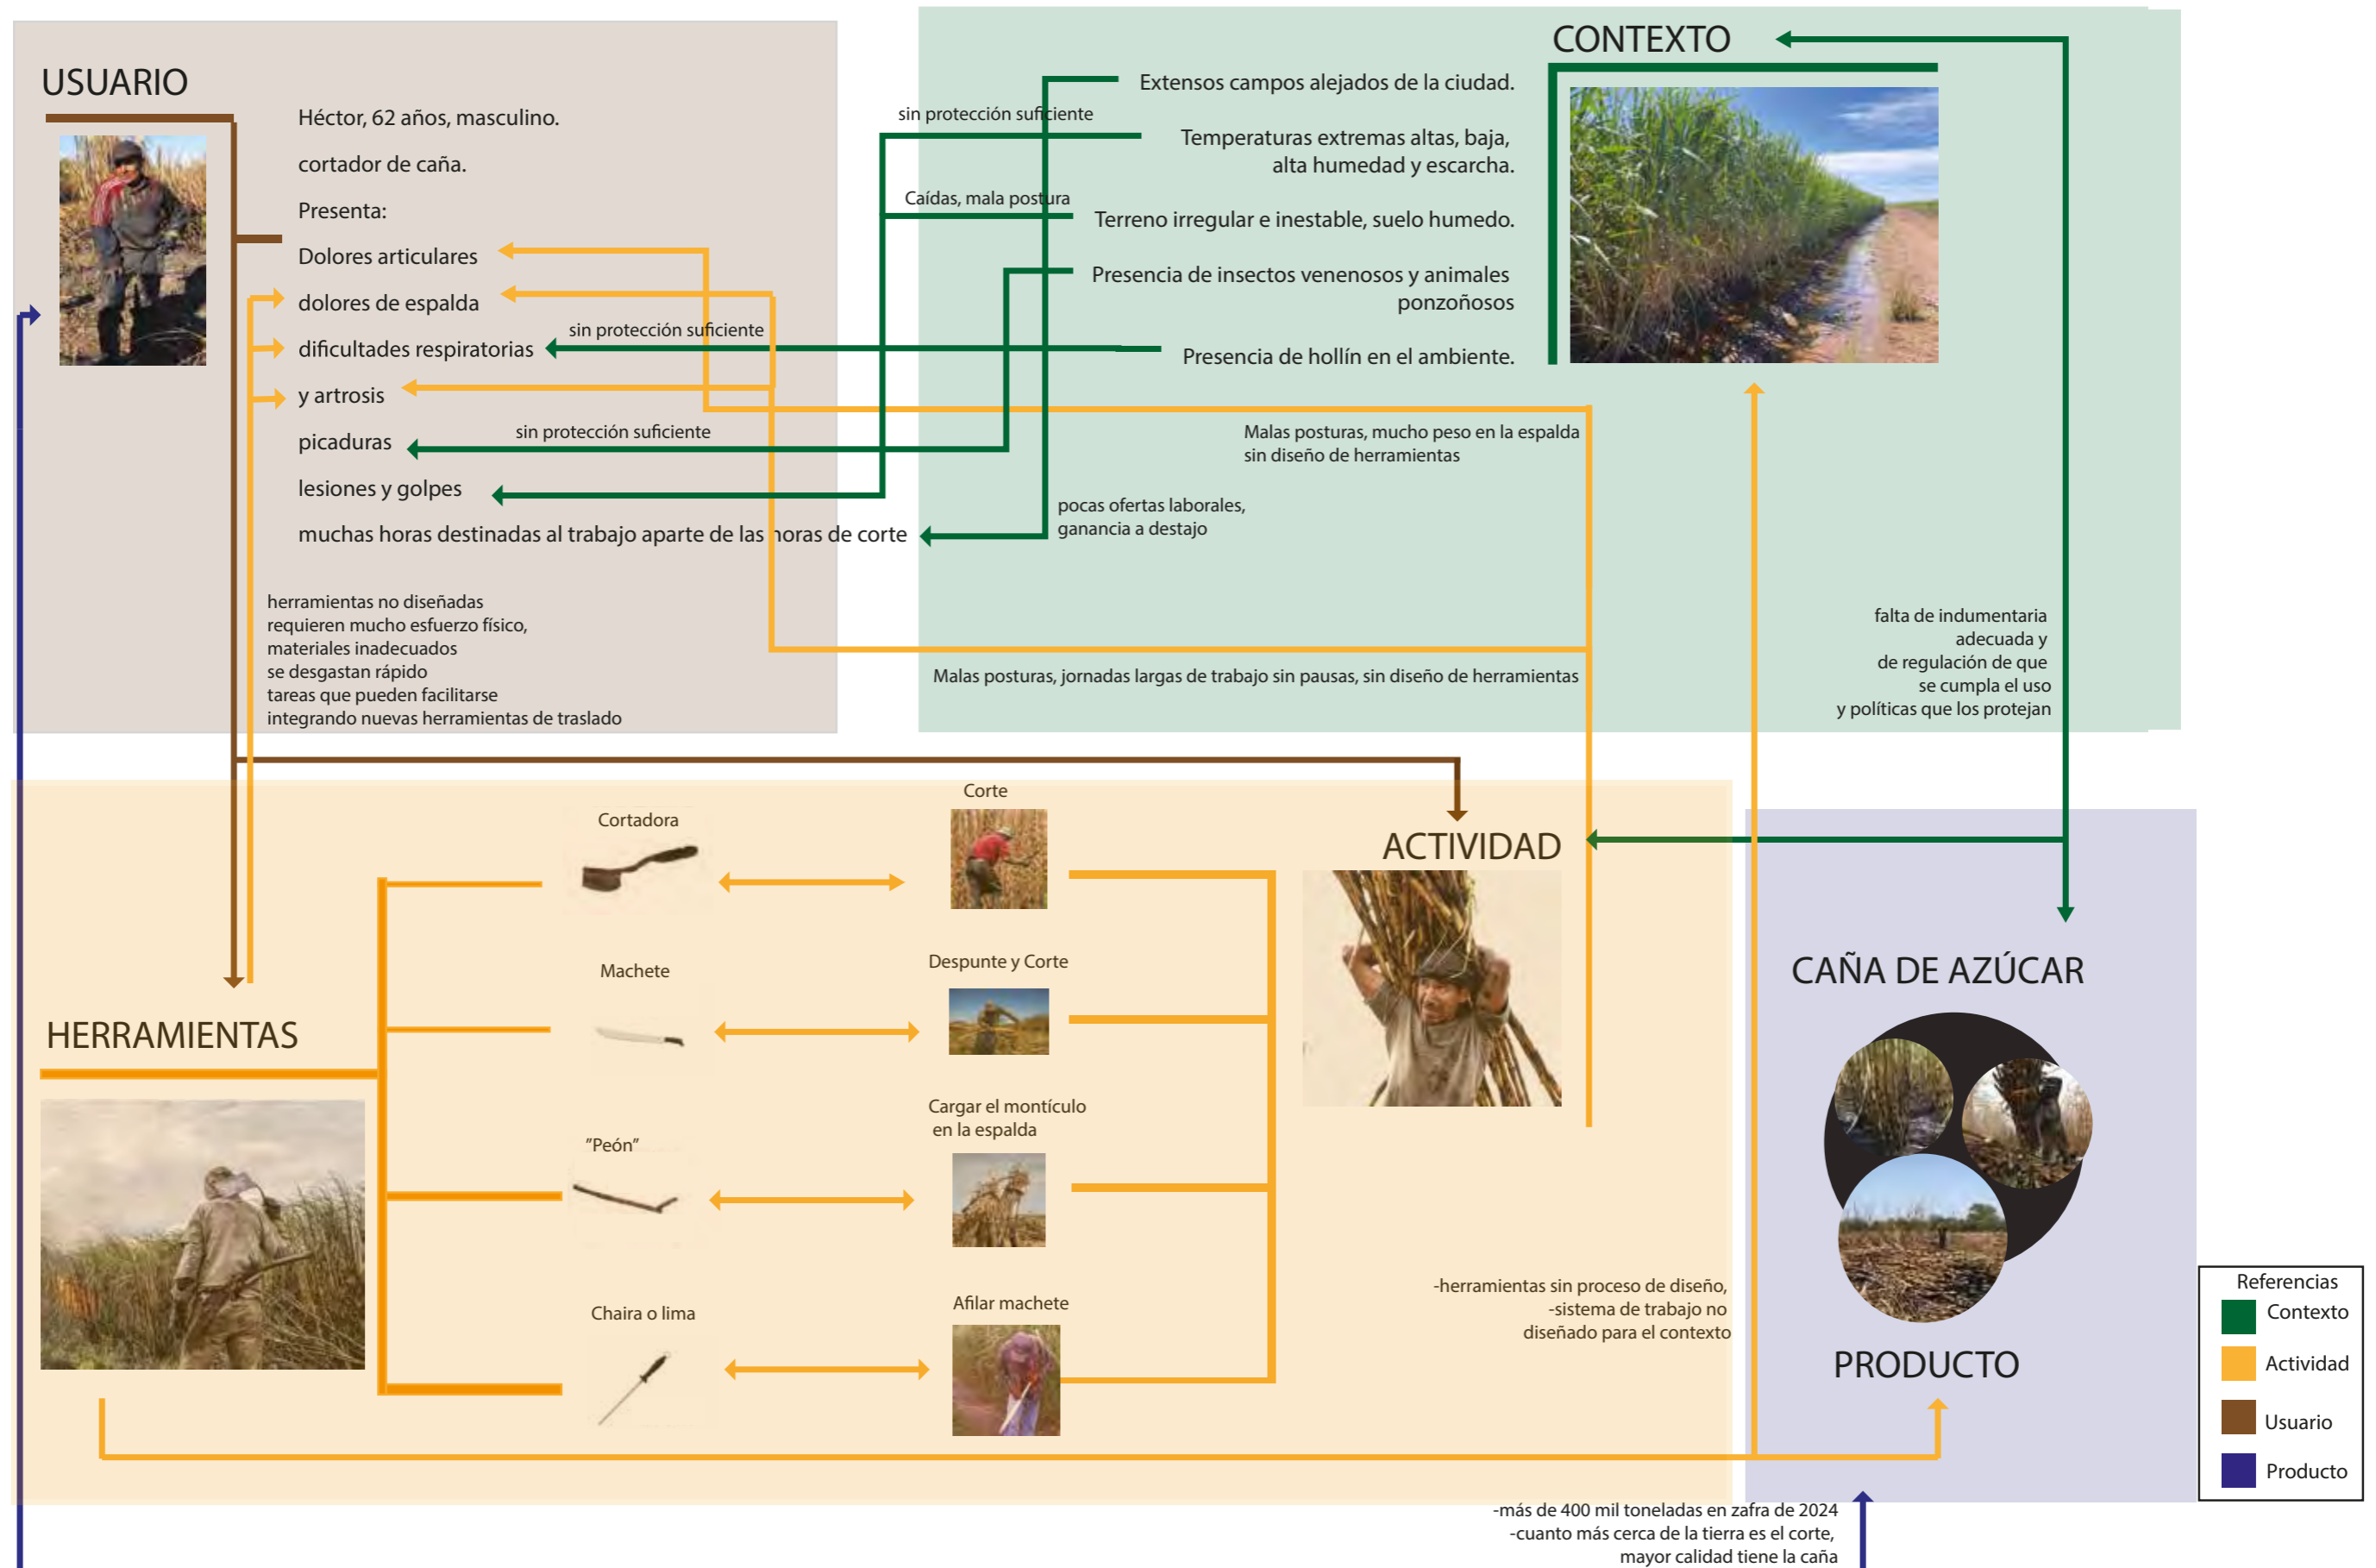 USUARIO
Héctor, 62 años, masculino.
cortador de caña.
Presenta:
Dolores articulares
dolores de espalda
dificultades respiratorias
y artrosis
picaduras
lesiones y golpes
muchas horas destinadas al trabajo aparte de las horas de corte
sin protección suficiente
sin protección suficiente
herramientas no diseñadas
requieren mucho esfuerzo físico,
materiales inadecuados
se desgastan rápido
tareas que pueden facilitarse
integrando nuevas herramientas de traslado
CONTEXTO
Extensos campos alejados de la ciudad.
sin protección suficiente
Temperaturas extremas altas, baja,
alta humedad y escarcha.
Caídas, mala postura
Terreno irregular e inestable, suelo humedo.
Presencia de insectos venenosos y animales
ponzoñosos
Presencia de hollín en el ambiente.
Malas posturas, mucho peso en la espalda
sin diseño de herramientas
pocas ofertas laborales,
ganancia a destajo
Malas posturas, jornadas largas de trabajo sin pausas, sin diseño de herramientas
falta de indumentaria
adecuada y
de regulación de que
se cumpla el uso
y políticas que los protejan
HERRAMIENTAS
Cortadora
Machete
"Peón"
Chaira o lima
Corte
Despunte y Corte
Cargar el montículo
en la espalda
Afilar machete
ACTIVIDAD
-herramientas sin proceso de diseño,
-sistema de trabajo no
diseñado para el contexto
CAÑA DE AZÚCAR
PRODUCTO
-más de 400 mil toneladas en zafra de 2024
-cuanto más cerca de la tierra es el corte,
mayor calidad tiene la caña
Referencias
Contexto
Actividad
Usuario
Producto